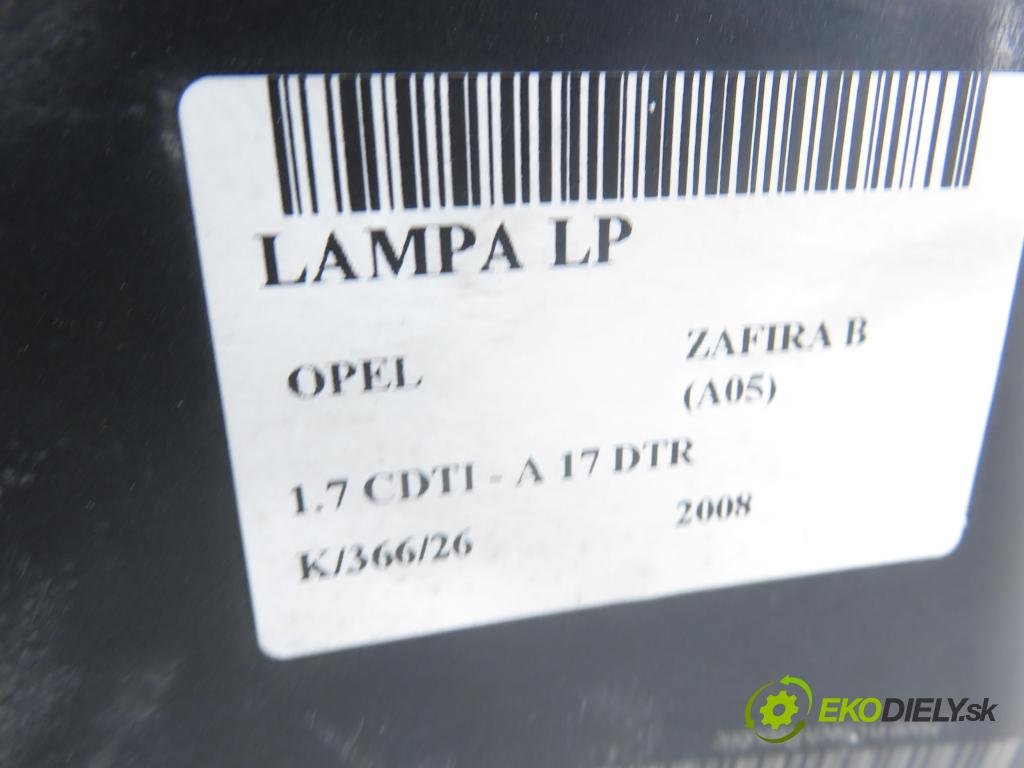 LAMPA LP
OPEL ZAFIRA B
(A05)
1.7 CDTI - A 17 DTR
K/366/26 2008
EKODIELY.sk